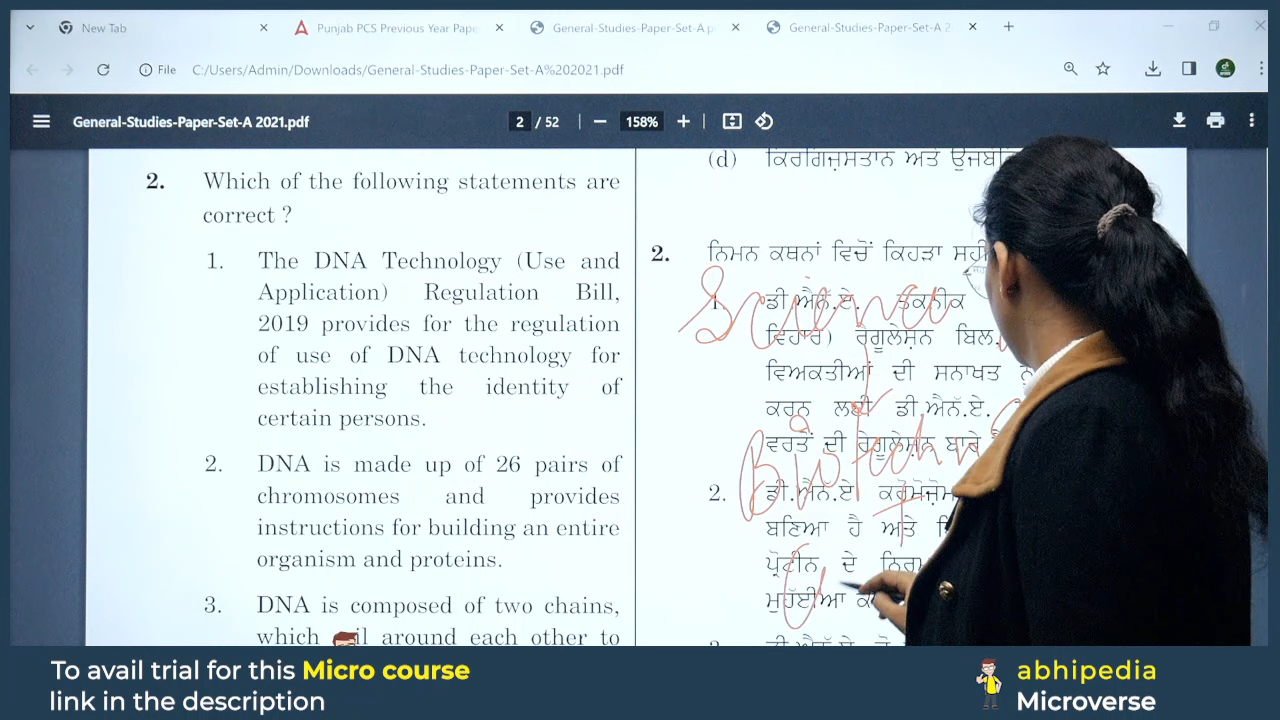 New Tab
Punjab PCS Previous Year Pape
General-Studies-Paper-Set-A.p
General-Studies-Paper-Set-A 2
File C:/Users/Admin/Downloads/General-Studies-Paper-Set-A%202021.pdf
General-Studies-Paper-Set-A 2021.pdf
2 / 52
158%
2. Which of the following statements are
correct ?
1. The DNA Technology (Use and
Application) Regulation Bill,
2019 provides for the regulation
of use of DNA technology for
establishing the identity of
certain persons.
2. DNA is made up of 26 pairs of
chromosomes and provides
instructions for building an entire
organism and proteins.
3. DNA is composed of two chains,
which around each other to
(d) ਕਿਰਗਿਜ਼ਸਤਾਨ ਅਤੇ
2. ਨਿਮਨ ਕਥਨਾਂ ਵਿਚੋਂ ਕਿਹੜਾ
1. ਡੀ.ਐਨ.ਏ. ਤਕਨੀਕ
ਵਿਹਾਰ) ਰੈਗੂਲੇਸ਼ਨ ਬਿਲ.
ਵਿਅਕਤੀਆਂ ਦੀ ਸਨਾਖਤ
ਕਰਨ ਲਈ ਡੀ.ਐਨੱ.ਏ.
ਵਰਤੋਂ ਦੀ ਰੇਗੂਲੇਸ਼ਨ ਬਾਰੇ
2. ਡੀ.ਐਨ.ਏ
ਬਣਿਆ ਹੈ ਅਤੇ
ਪ੍ਰੋਟੀਨ ਦੇ
ਮੁਹੱਈਆ
Science
Biotech
To avail trial for this Micro course
link in the description
abhipedia
Microverse